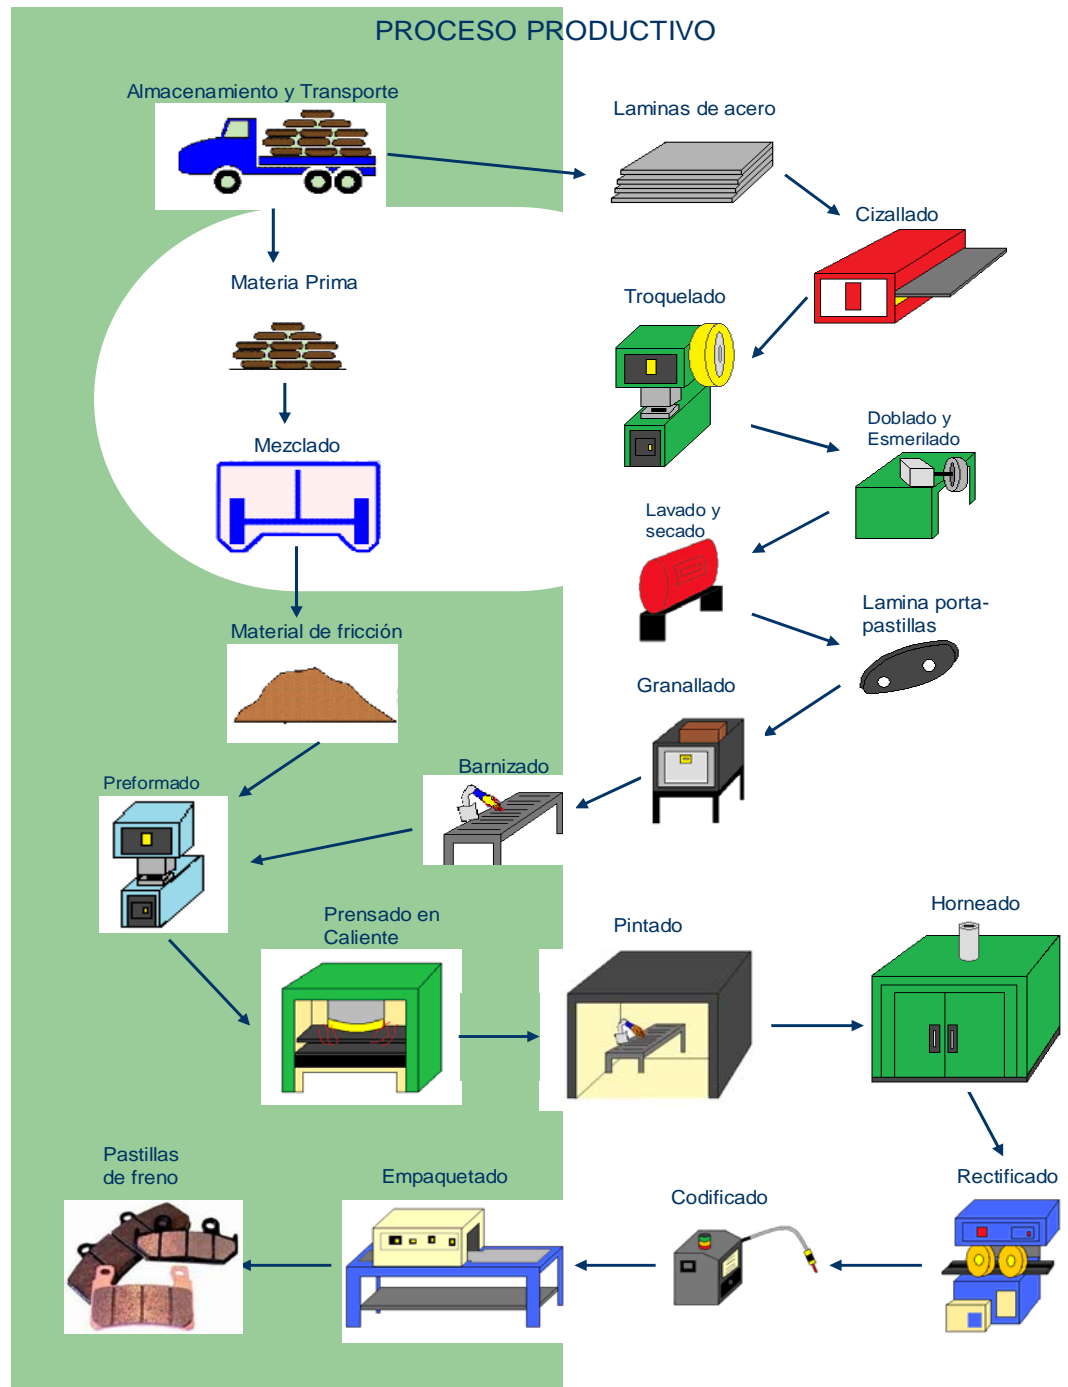 PROCESO PRODUCTIVO
Almacenamiento y Transporte
Laminas de acero
Cizallado
Materia Prima
Troquelado
Mezclado
Doblado y
Esmerilado
Lavado y
secado
Lamina porta-
pastillas
Material de fricción
Granallado
Barnizado
Preformado
Prensado en
Caliente
Pintado
Horneado
Rectificado
Codificado
Empaquetado
Pastillas
de freno